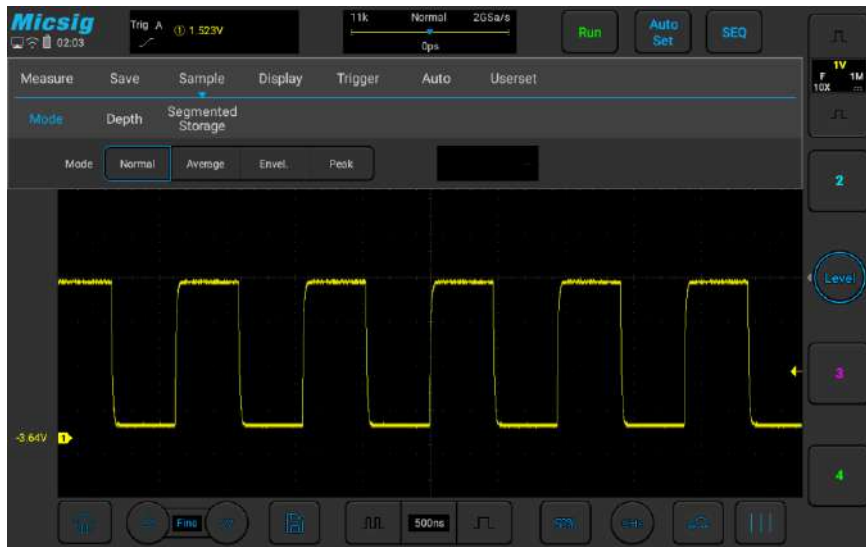 Micsig
02:03
Trig A
① 1.523V
11k Normal 2GSa/s
0ps
Run
Auto Set
SEQ
Measure Save Sample Display Trigger Auto Userset
Mode Depth Segmented Storage
Mode Normal Average Envel. Peak
1V
F 1M
10X
2
Level
3
4
-3.64V 1
Fine
500ns
50%